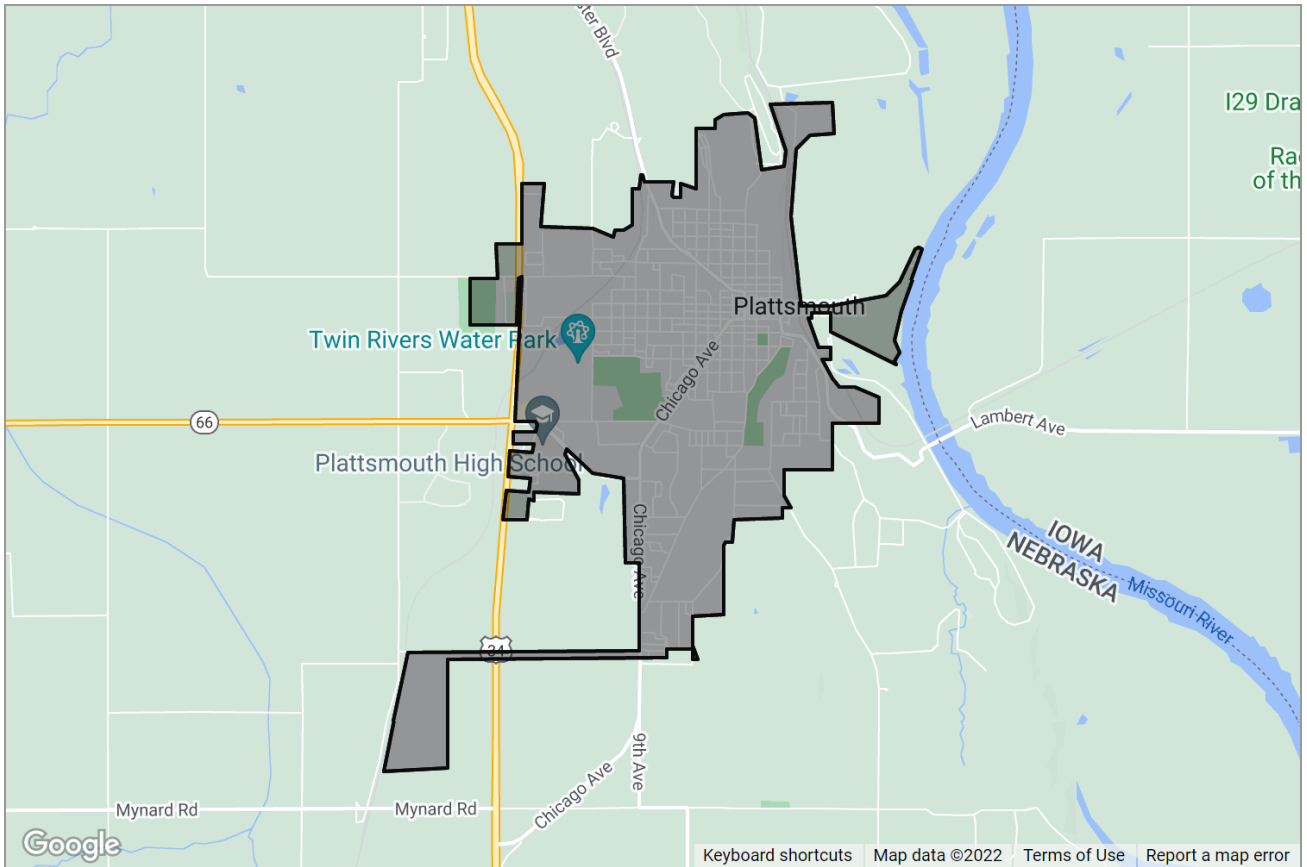 ster Blvd
I29 Dra
Ra
of th
Plattsmouth
Twin Rivers Water Park
Chicago Ave
66
Lambert Ave
Plattsmouth High School
Chicago Ave
IOWA
NEBRASKA
Missouri River
34
9th Ave
Chicago Ave
Mynard Rd
Mynard Rd
Google
Keyboard shortcuts
Map data ©2022
Terms of Use
Report a map error